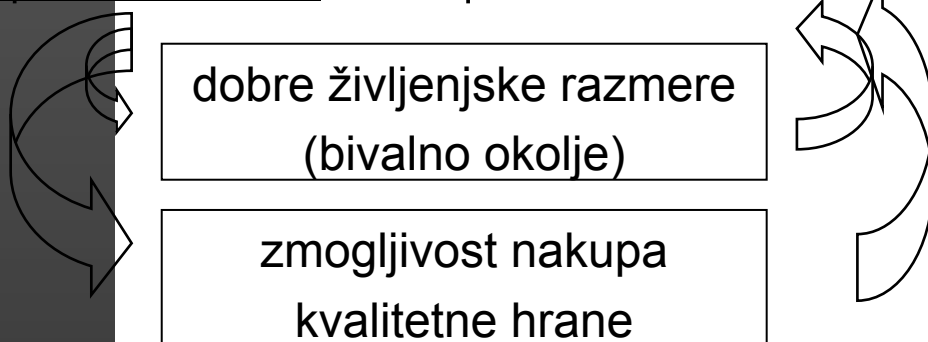 dobre življenjske razmere
(bivalno okolje)
zmogljivost nakupa
kvalitetne hrane